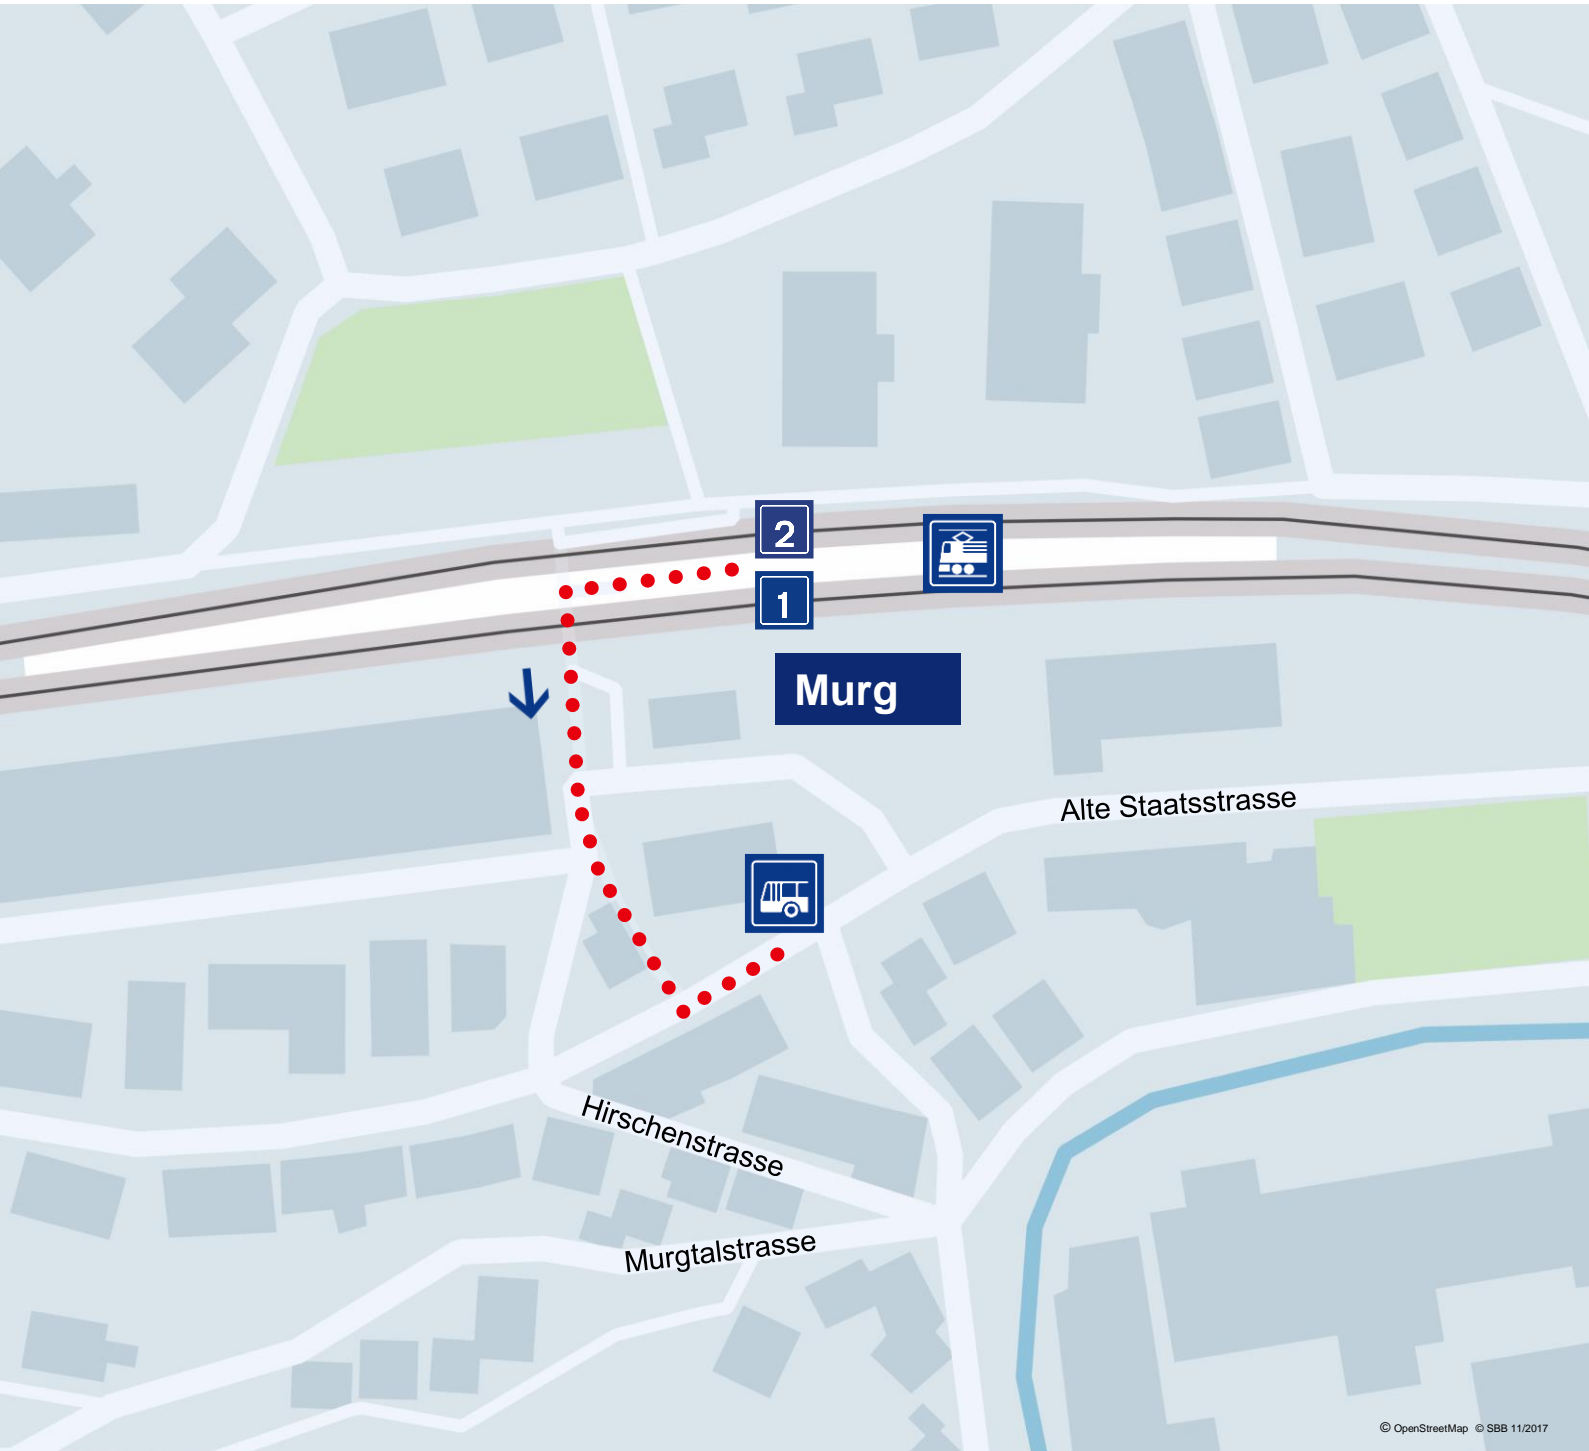 2
1
Murg
Alte Staatsstrasse
Hirschenstrasse
Murgtalstrasse
© OpenStreetMap © SBB 11/2017